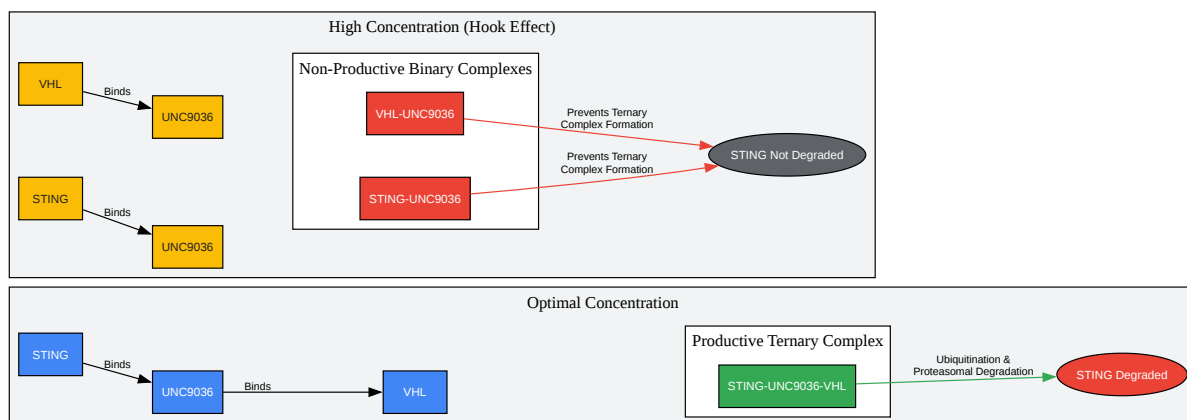 High Concentration (Hook Effect)
VHL
Binds
UNC9036
STING
Binds
UNC9036
Non-Productive Binary Complexes
VHL-UNC9036
STING-UNC9036
Prevents Ternary
Complex Formation
Prevents Ternary
Complex Formation
STING Not Degraded
Optimal Concentration
STING
Binds
UNC9036
Binds
VHL
Productive Ternary Complex
STING-UNC9036-VHL
Ubiquitination &
Proteasomal Degradation
STING Degraded